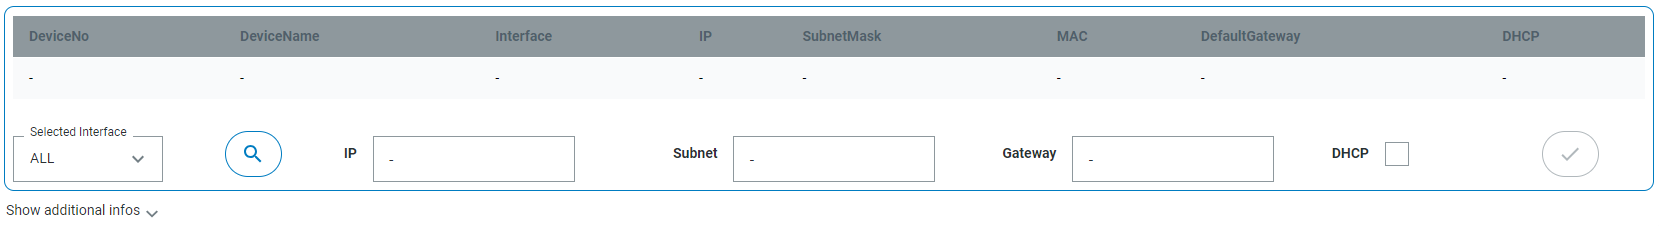 DeviceNo DeviceName Interface IP SubnetMask MAC DefaultGateway DHCP
- - - - - - - -
Selected Interface
ALL IP - Subnet - Gateway - DHCP
Show additional infos